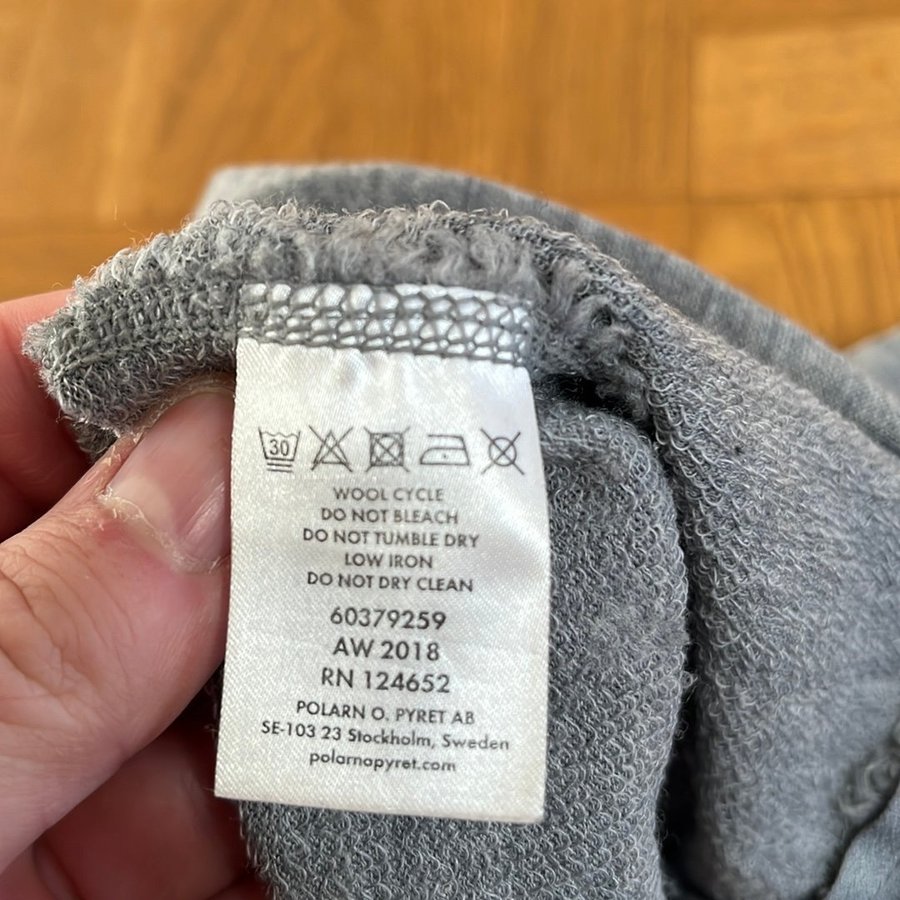 30
WOOL CYCLE
DO NOT BLEACH
DO NOT TUMBLE DRY
LOW IRON
DO NOT DRY CLEAN
60379259
AW 2018
RN 124652
POLARN O. PYRET AB
SE-103 23 Stockholm, Sweden
polarnopyret.com